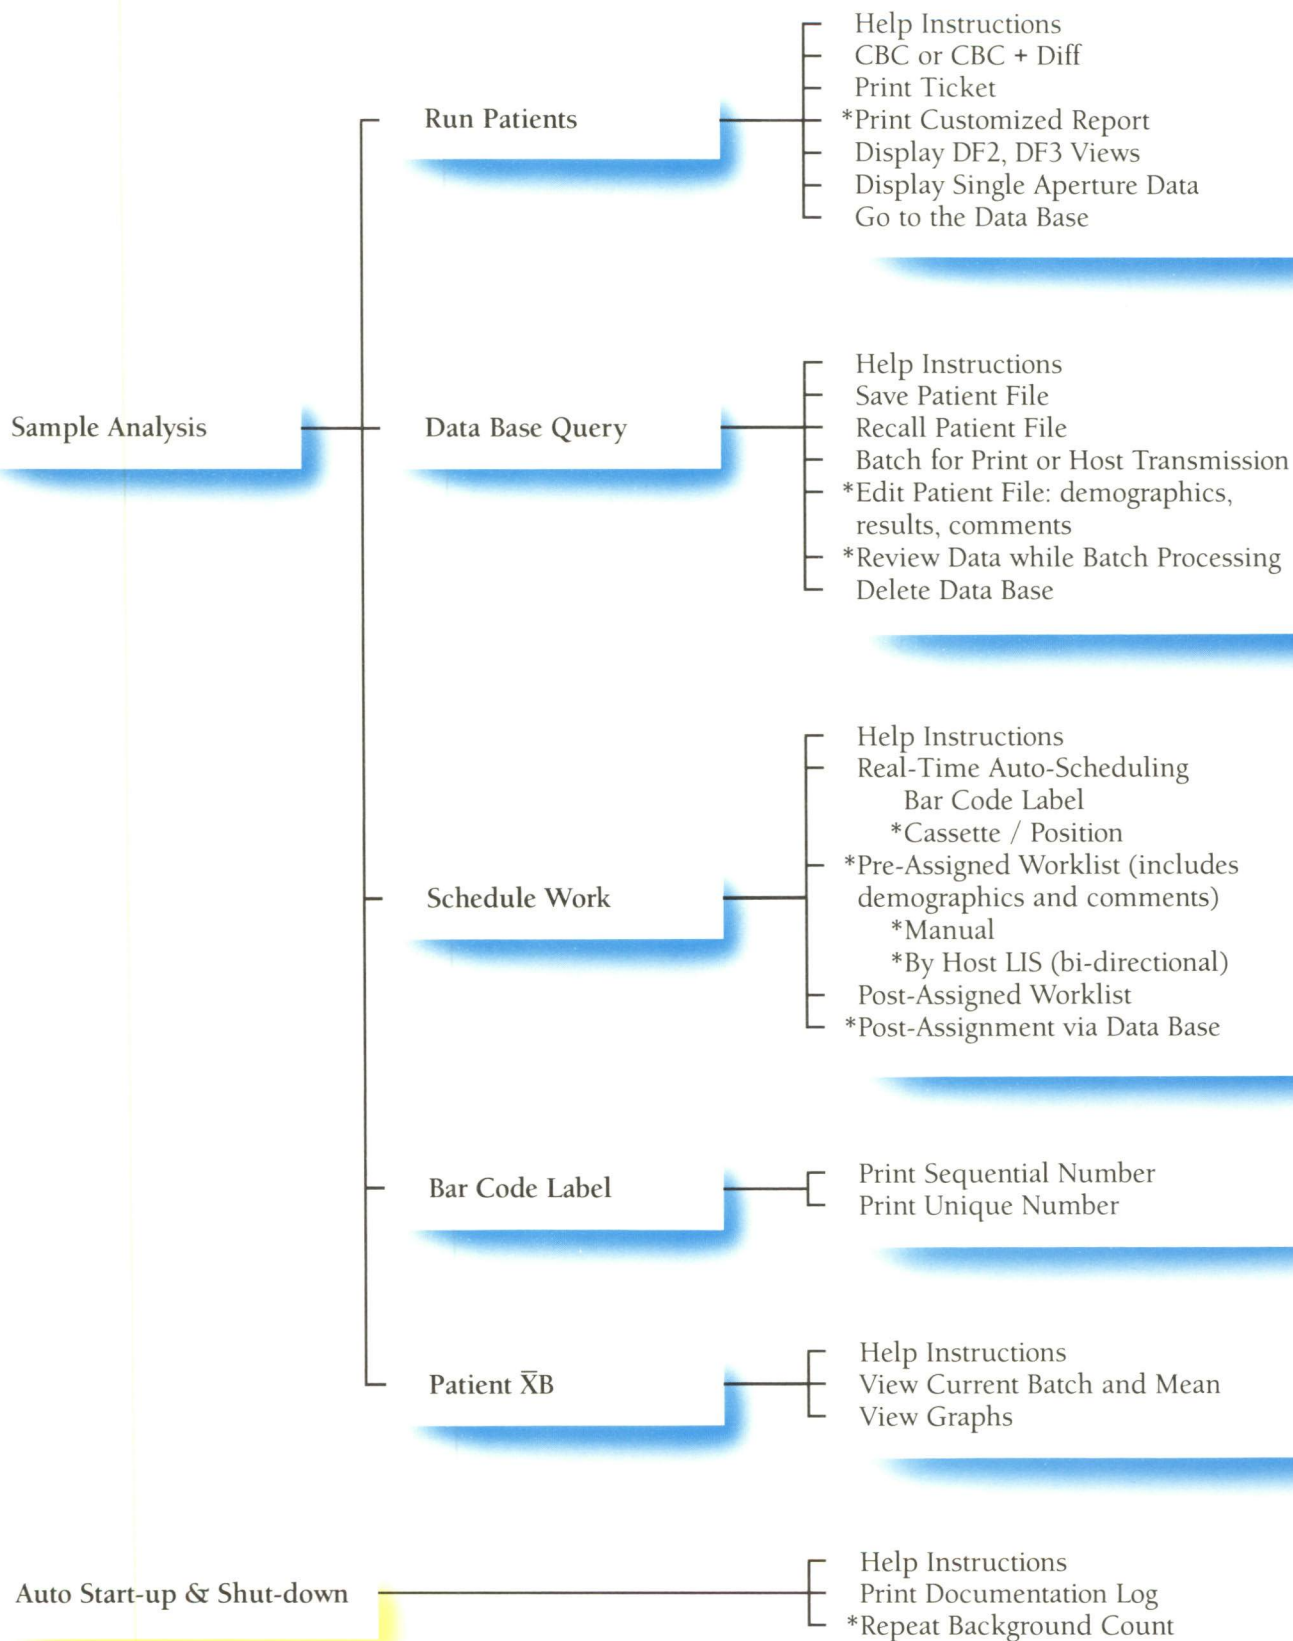 Sample Analysis
Run Patients
Help Instructions
CBC or CBC + Diff
Print Ticket
*Print Customized Report
Display DF2, DF3 Views
Display Single Aperture Data
Go to the Data Base
Data Base Query
Help Instructions
Save Patient File
Recall Patient File
Batch for Print or Host Transmission
*Edit Patient File: demographics,
results, comments
*Review Data while Batch Processing
Delete Data Base
Schedule Work
Help Instructions
Real-Time Auto-Scheduling
Bar Code Label
*Cassette / Position
*Pre-Assigned Worklist (includes
demographics and comments)
*Manual
*By Host LIS (bi-directional)
Post-Assigned Worklist
*Post-Assignment via Data Base
Bar Code Label
Print Sequential Number
Print Unique Number
Patient X̅B
Help Instructions
View Current Batch and Mean
View Graphs
Auto Start-up & Shut-down
Help Instructions
Print Documentation Log
*Repeat Background Count